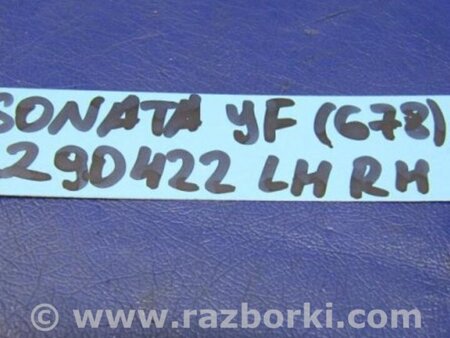 SONATA YF (678)
290422 LH RH
© www.razborki.com